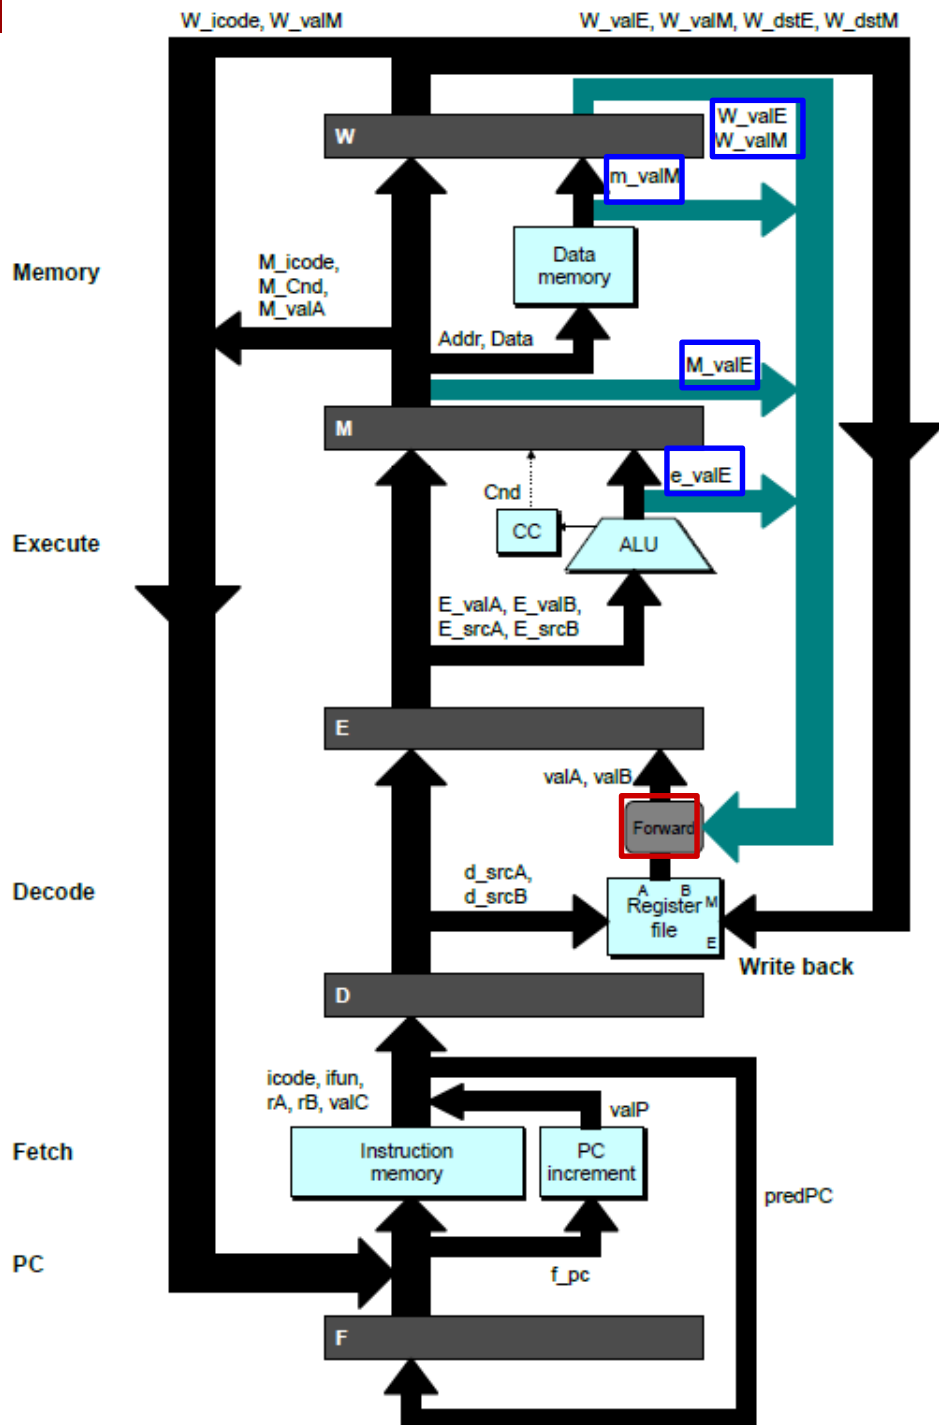 W_icode, W_valM
W_valE, W_valM, W_dstE, W_dstM
W_valE
W_valM
W
m_valM
Memory
M_icode,
M_Cnd,
M_valA
Data
memory
Addr, Data
M_valE
M
e_valE
Cnd
CC
ALU
Execute
E_valA, E_valB,
E_srcA, E_srcB
E
valA, valB
Forward
Decode
d_srcA,
d_srcB
A B
M
Register
file
E
Write back
D
icode, ifun,
rA, rB, valC
valP
Fetch
Instruction
memory
PC
increment
predPC
PC
f_pc
F